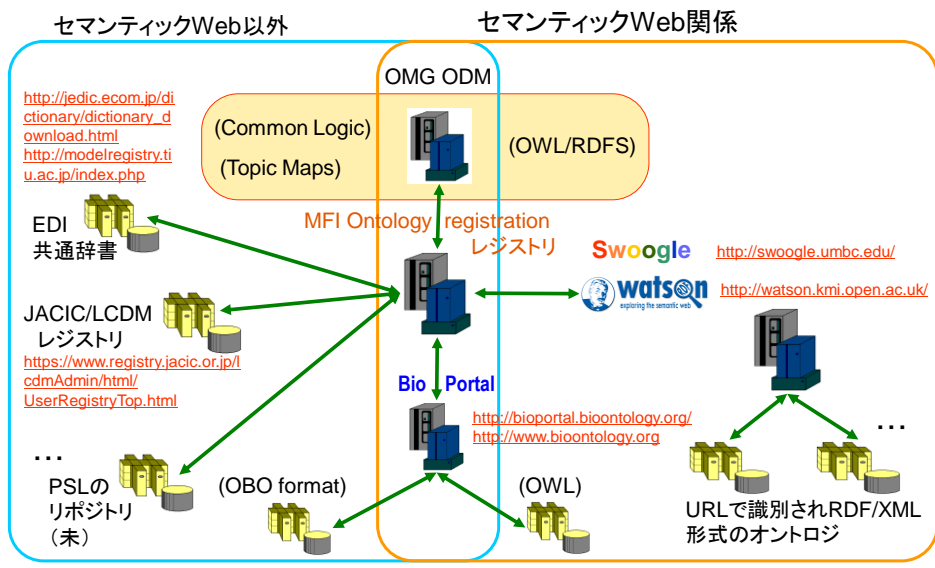 セマンティックWeb以外
セマンティックWeb関係
OMG ODM
http://jedic.ecom.jp/di
ctionary/dictionary_d
ownload.html
http://modelregistry.ti
u.ac.jp/index.php
(Common Logic)
(Topic Maps)
(OWL/RDFS)
EDI
共通辞書
MFI Ontology registration
レジストリ
Swoogle
http://swoogle.umbc.edu/
watson
exploring the semantic web
http://watson.kmi.open.ac.uk/
JACIC/LCDM
レジストリ
https://www.registry.jacic.or.jp/l
cdmAdmin/html/
UserRegistryTop.html
Bio Portal
http://bioportal.bioontology.org/
http://www.bioontology.org
...
PSLの
リポジトリ
（未）
(OBO format)
(OWL)
...
URLで識別されRDF/XML
形式のオントロジ